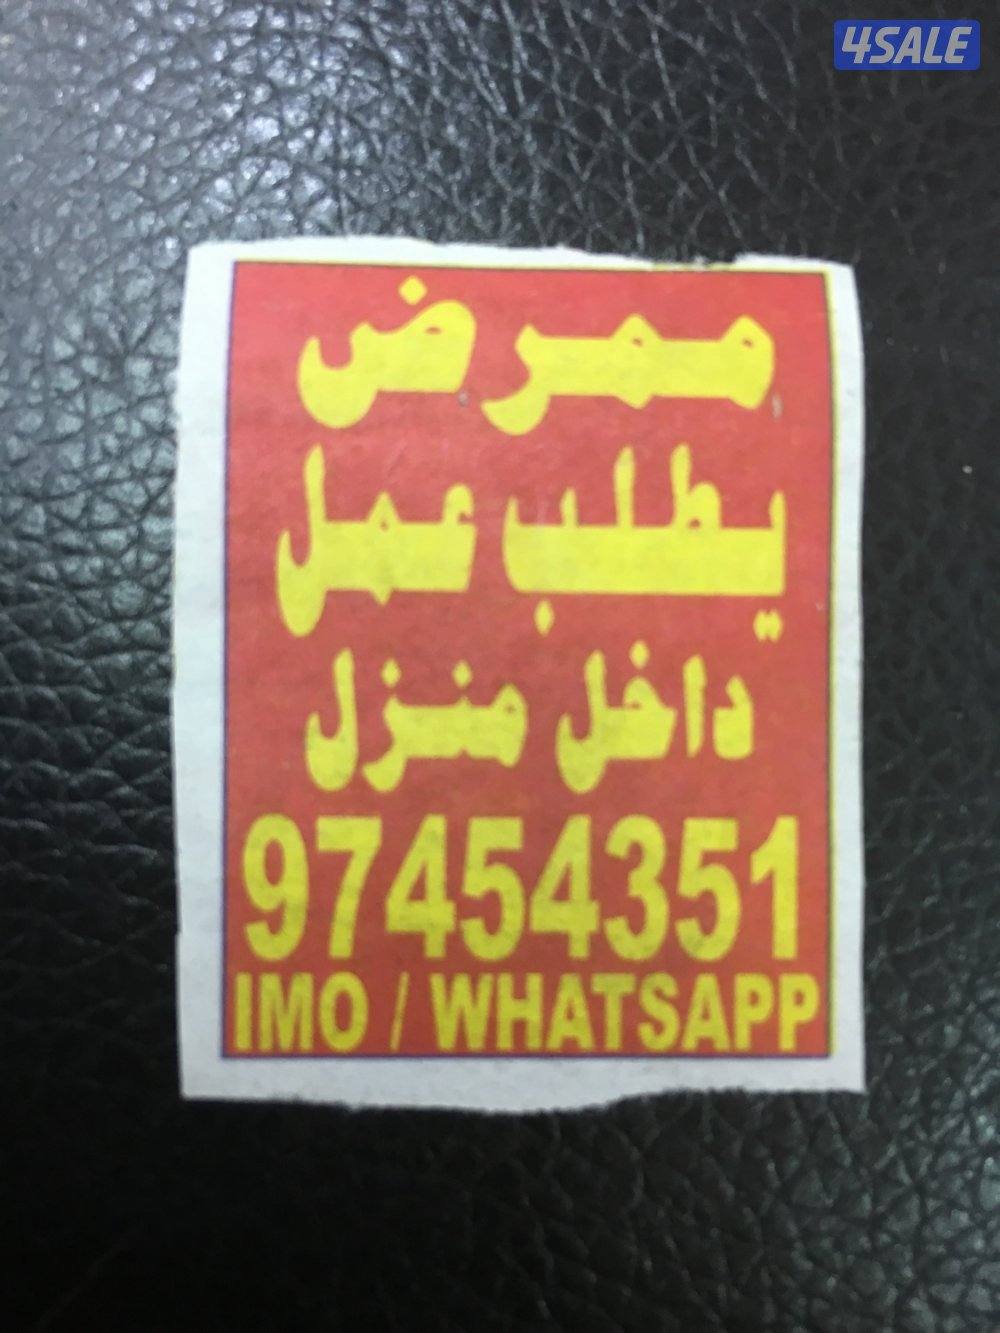 4SALE
ممرض
يطلب عمل
داخل منزل
97454351
IMO / WHATSAPP